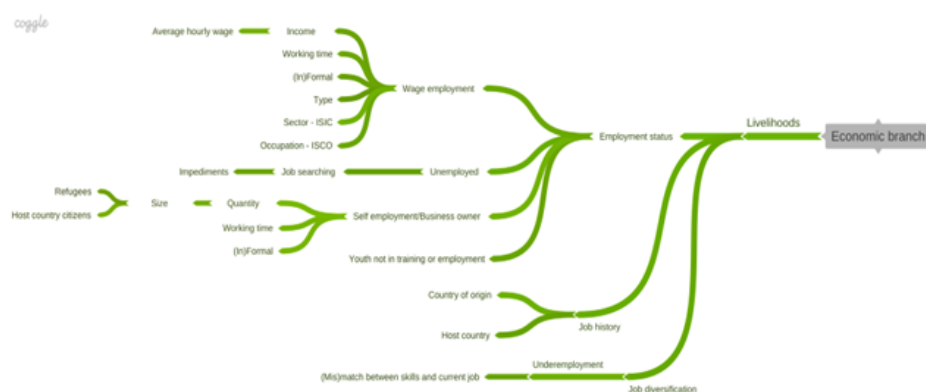 coggle
Average hourly wage
Income
Working time
(In)Formal
Type
Sector - ISIC
Occupation - ISCO
Wage employment
Impediments
Job searching
Unemployed
Refugees
Host country citizens
Size
Quantity
Working time
(In)Formal
Self employment/Business owner
Youth not in training or employment
Employment status
Livelihoods
Economic branch
Country of origin
Host country
Job history
(Mis)match between skills and current job
Underemployment
Job diversification